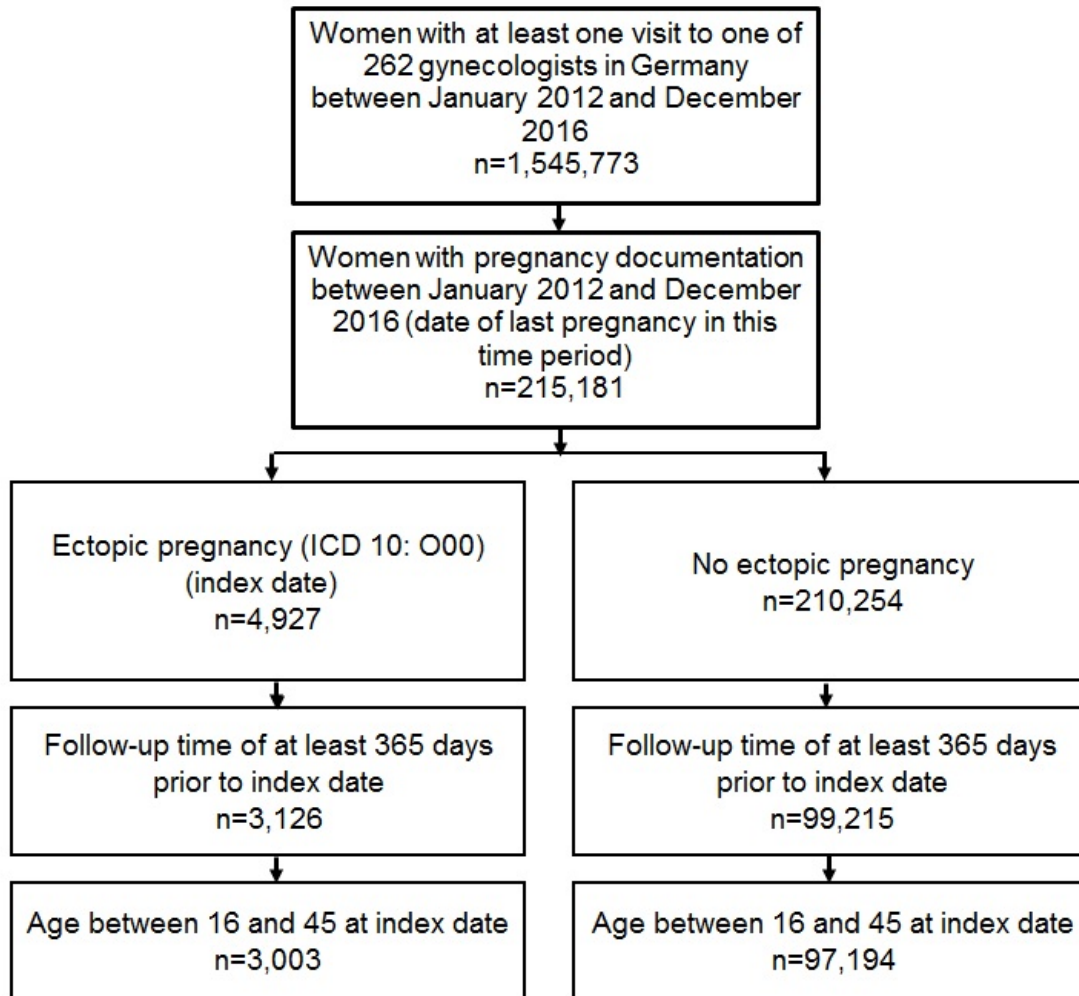 Women with at least one visit to one of
262 gynecologists in Germany
between January 2012 and December
2016
n=1,545,773
Women with pregnancy documentation
between January 2012 and December
2016 (date of last pregnancy in this
time period)
n=215,181
Ectopic pregnancy (ICD 10: O00)
(index date)
n=4,927
No ectopic pregnancy
n=210,254
Follow-up time of at least 365 days
prior to index date
n=3,126
Follow-up time of at least 365 days
prior to index date
n=99,215
Age between 16 and 45 at index date
n=3,003
Age between 16 and 45 at index date
n=97,194